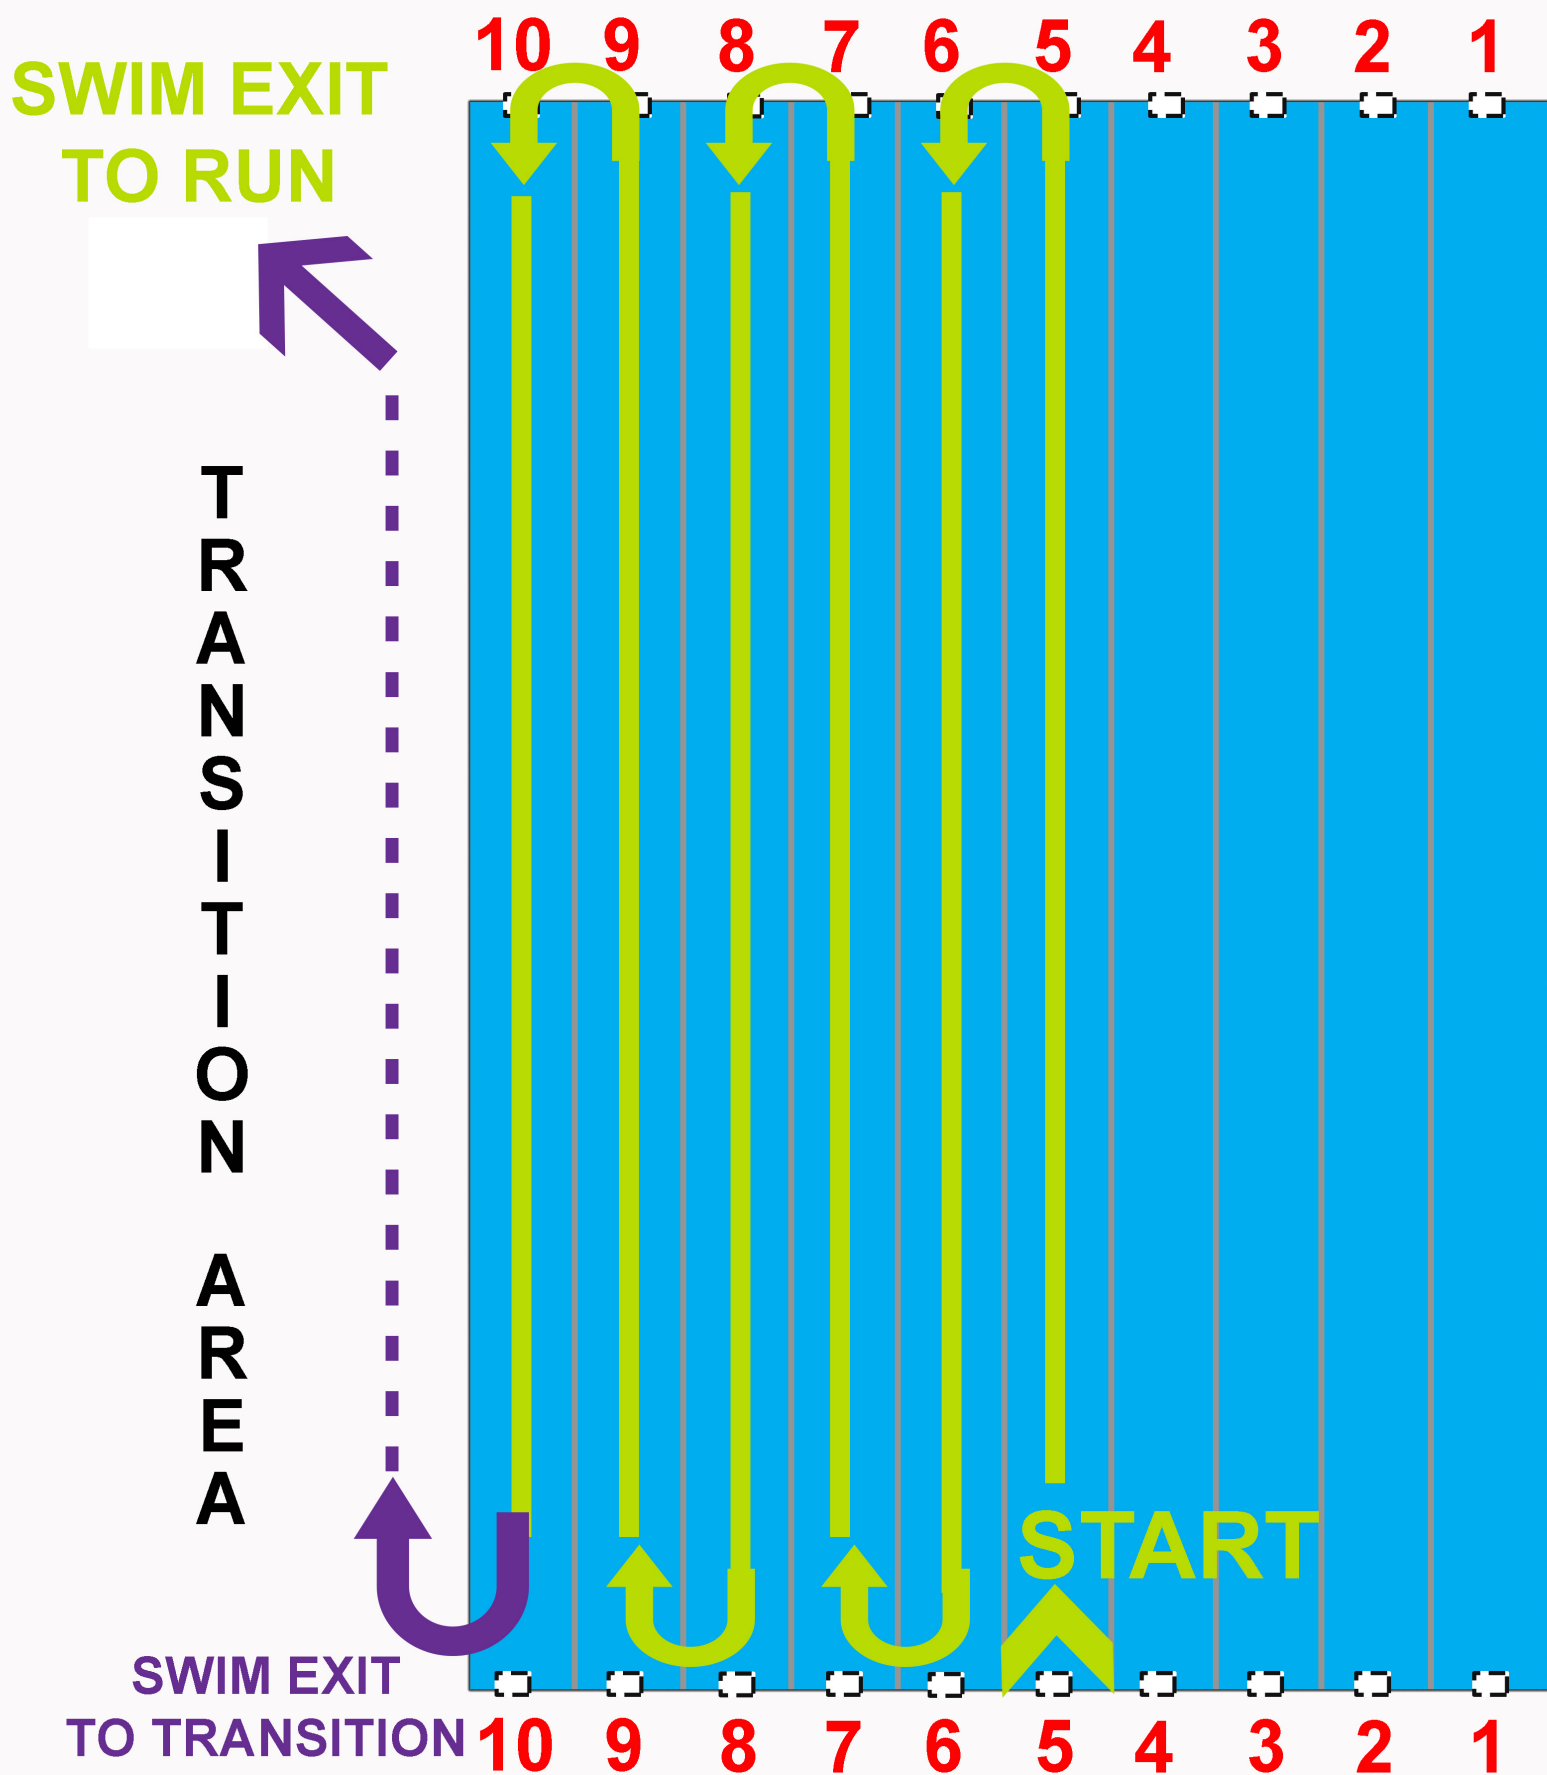 10 9 8 7 6 5 4 3 2 1
SWIM EXIT
TO RUN
TRANSITION AREA
START
SWIM EXIT
TO TRANSITION
10 9 8 7 6 5 4 3 2 1